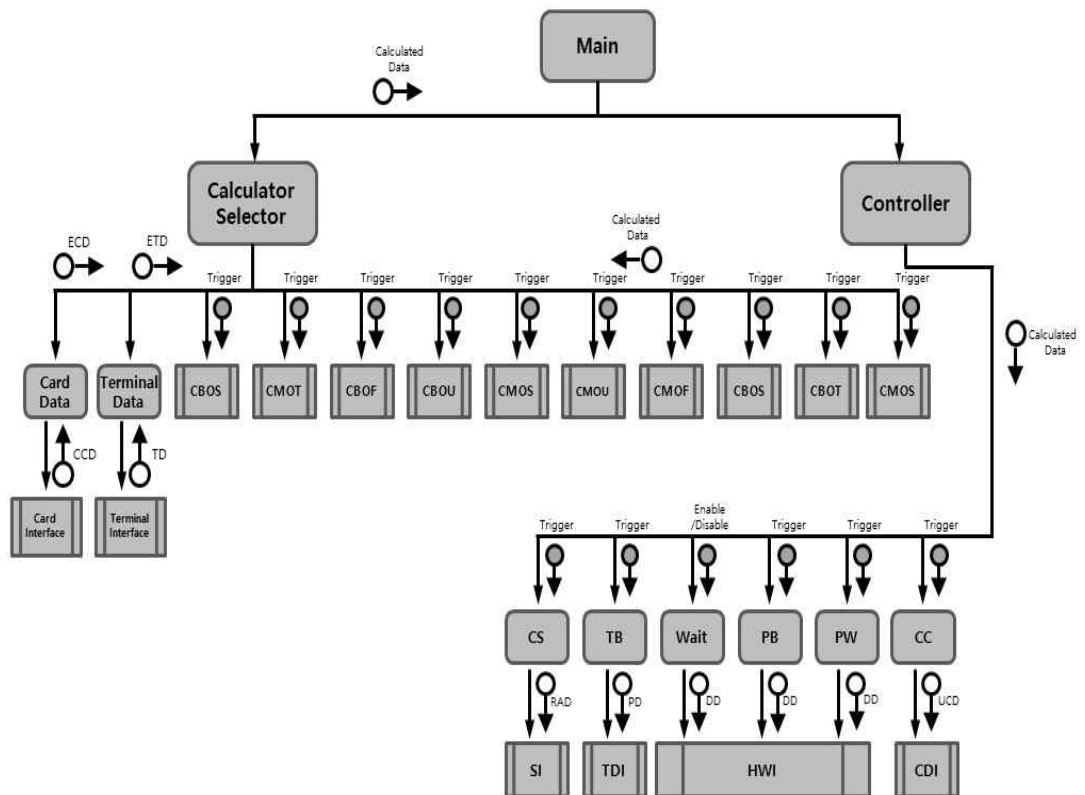 Main
Calculated
Data
Calculator
Selector
Controller
ECD
ETD
Calculated
Data
Trigger
Trigger
Trigger
Trigger
Trigger
Trigger
Trigger
Trigger
Trigger
Trigger
Calculated
Data
Card
Data
Terminal
Data
CBOS
CMOT
CBOF
CBOU
CMOS
CMOU
CMOF
CBOS
CBOT
CMOS
CCD
TD
Card
Interface
Terminal
Interface
Trigger
Trigger
Enable
/Disable
Trigger
Trigger
Trigger
CS
TB
Wait
PB
PW
CC
RAD
PD
DD
DD
DD
UCD
SI
TDI
HWI
CDI